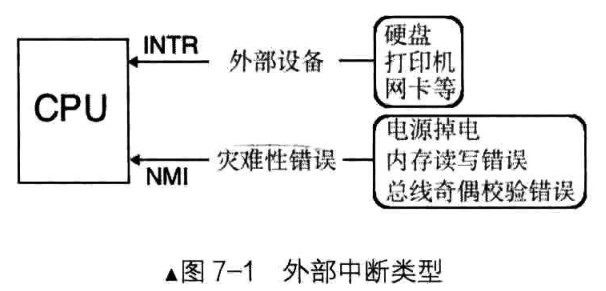 INTR
外部设备
硬盘
打印机
网卡等
CPU
灾难性错误
NMI
电源掉电
内存读写错误
总线奇偶校验错误
▲图 7-1 外部中断类型